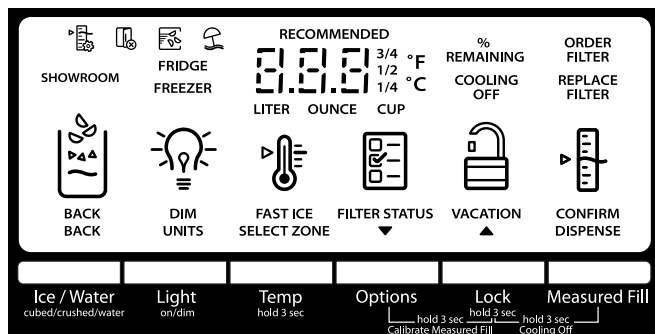 RECOMMENDED
SHOWROOM
FRIDGE
FREEZER
8.8.8
3/4
1/2
1/4
°F
°C
LITER OUNCE CUP
%
REMAINING
COOLING
OFF
ORDER
FILTER
REPLACE
FILTER
BACK
BACK
DIM
UNITS
FAST ICE
SELECT ZONE
FILTER STATUS
VACATION
CONFIRM
DISPENSE
Ice / Water
cubed/crushed/water
Light
on/dim
Temp
hold 3 sec
Options
Lock
hold 3 sec
Measured Fill
hold 3 sec
Calibrate Measured Fill
hold 3 sec
Cooling Off